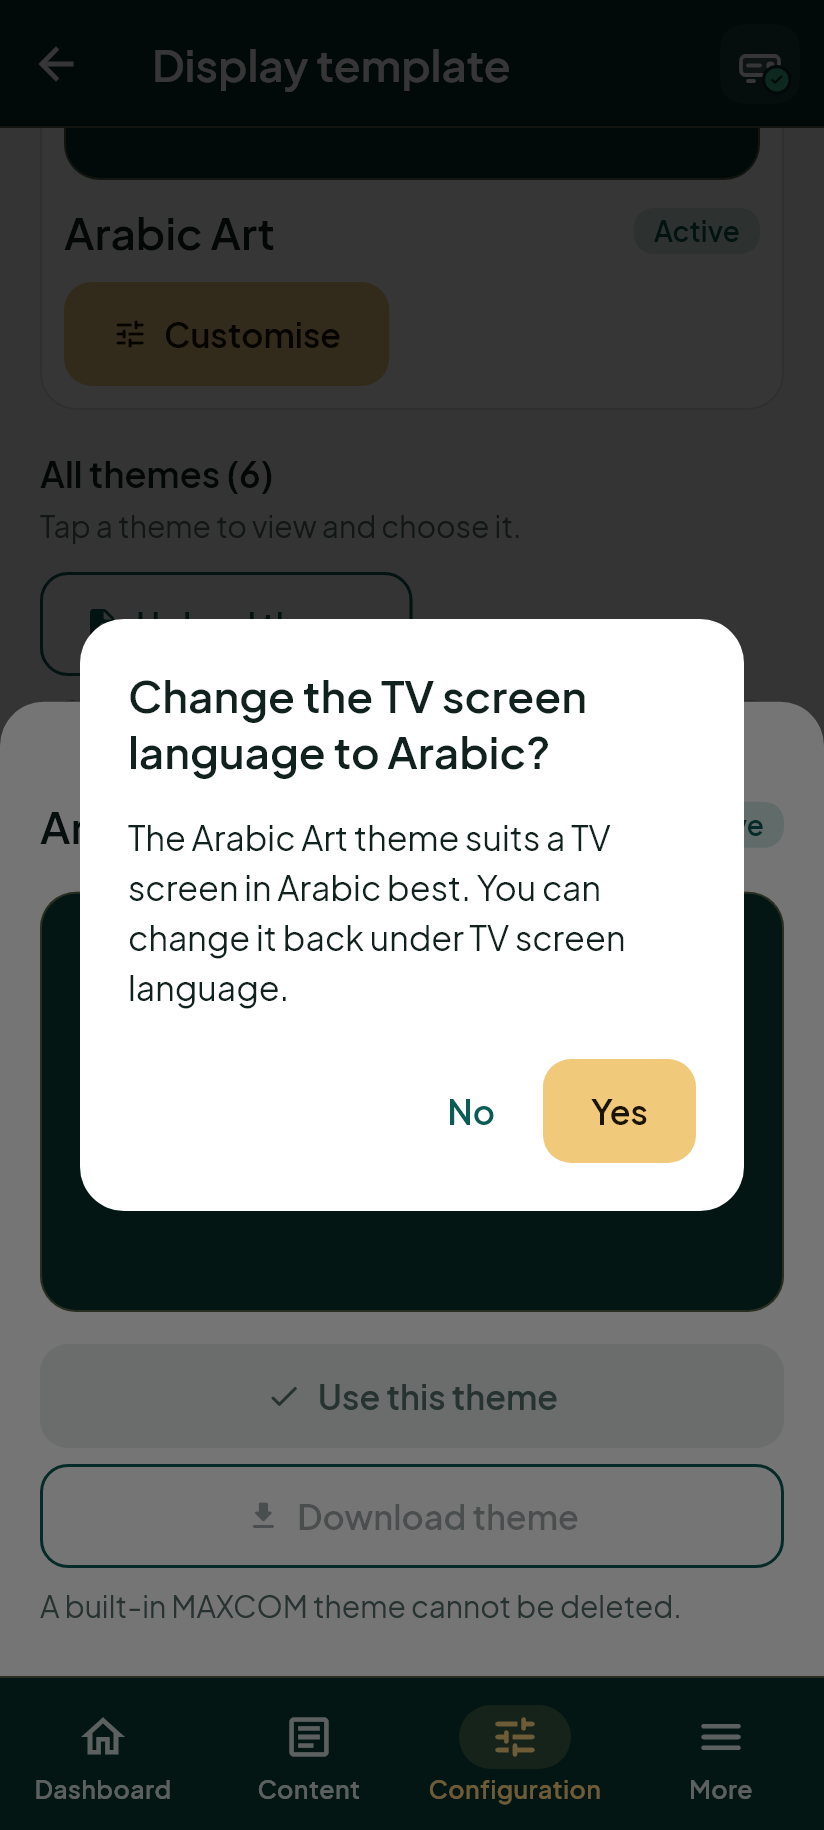 Display template
Arabic Art
Active
Customise
All themes (6)
Tap a theme to view and choose it.
Change the TV screen
language to Arabic?
The Arabic Art theme suits a TV
screen in Arabic best. You can
change it back under TV screen
language.
No
Yes
Use this theme
Download theme
A built-in MAXCOM theme cannot be deleted.
Dashboard
Content
Configuration
More